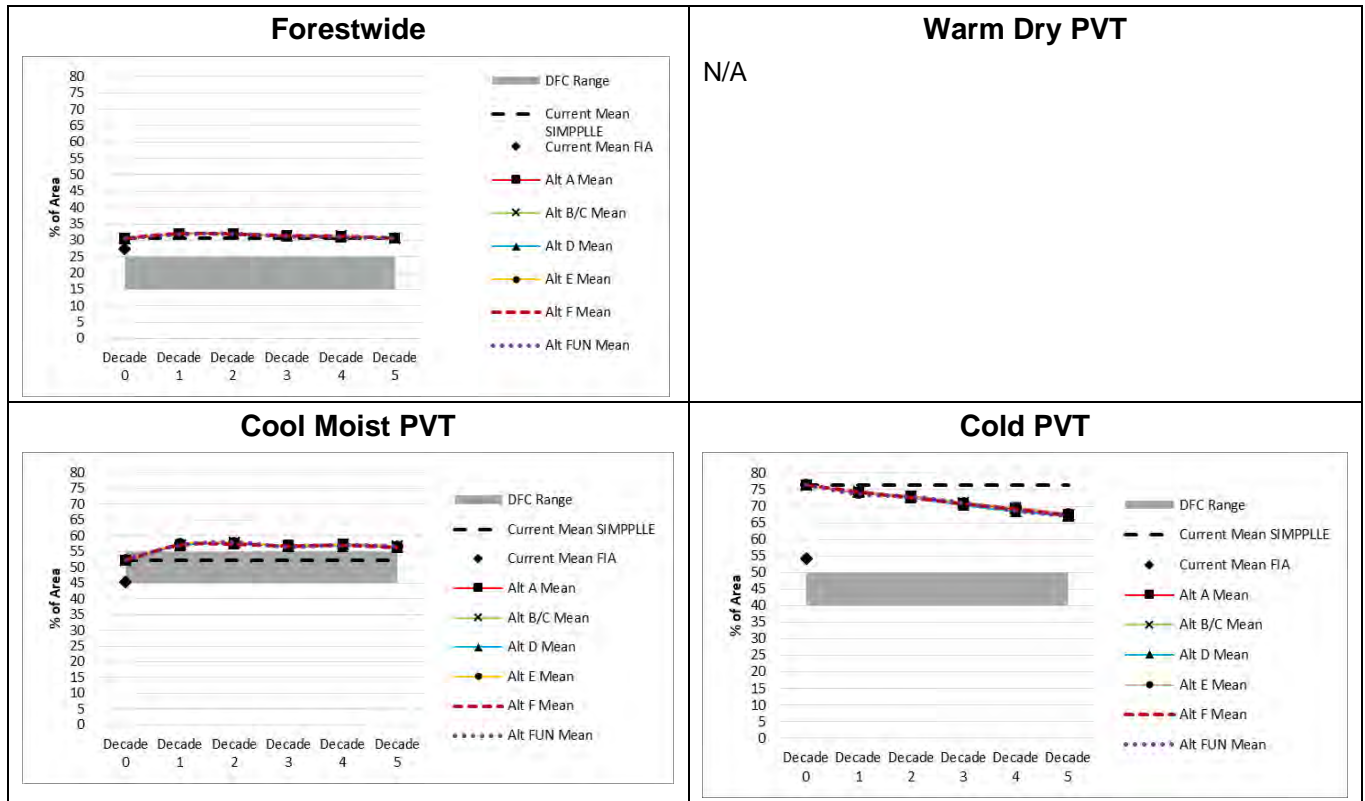 Forestwide
80
75
70
65
60
55
50
45
40
35
30
25
20
15
10
5
0
% of Area
Decade 0
Decade 1
Decade 2
Decade 3
Decade 4
Decade 5
DFC Range
Current Mean
SIMPPLLE
Current Mean FIA
Alt A Mean
Alt B/C Mean
Alt D Mean
Alt E Mean
Alt F Mean
Alt FUN Mean
Warm Dry PVT
N/A
Cool Moist PVT
80
75
70
65
60
55
50
45
40
35
30
25
20
15
10
5
0
% of Area
Decade 0
Decade 1
Decade 2
Decade 3
Decade 4
Decade 5
DFC Range
Current Mean SIMPPLLE
Current Mean FIA
Alt A Mean
Alt B/C Mean
Alt D Mean
Alt E Mean
Alt F Mean
Alt FUN Mean
Cold PVT
80
75
70
65
60
55
50
45
40
35
30
25
20
15
10
5
0
% of Area
Decade 0
Decade 1
Decade 2
Decade 3
Decade 4
Decade 5
DFC Range
Current Mean SIMPPLLE
Current Mean FIA
Alt A Mean
Alt B/C Mean
Alt D Mean
Alt E Mean
Alt F Mean
Alt FUN Mean